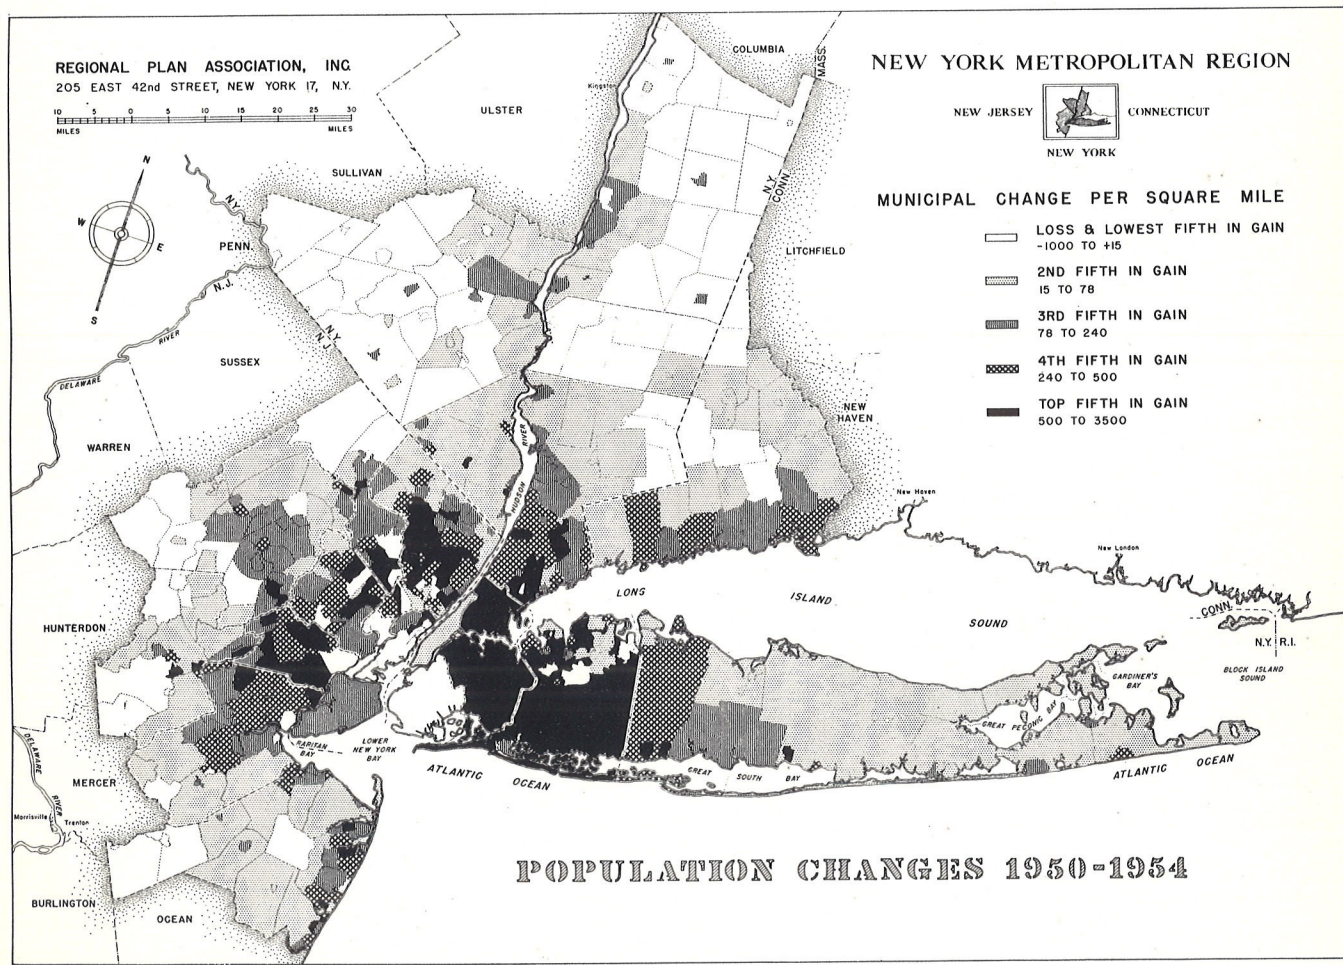 REGIONAL PLAN ASSOCIATION, INC.
205 EAST 42nd STREET, NEW YORK 17, N.Y.
10 5 0 5 10 15 20 25 30
MILES MILES
N
W
E
S
NEW YORK METROPOLITAN REGION
NEW JERSEY
CONNECTICUT
NEW YORK
MUNICIPAL CHANGE PER SQUARE MILE
LOSS & LOWEST FIFTH IN GAIN
-1000 TO +15
2ND FIFTH IN GAIN
15 TO 78
3RD FIFTH IN GAIN
78 TO 240
4TH FIFTH IN GAIN
240 TO 500
TOP FIFTH IN GAIN
500 TO 3500
COLUMBIA
MASS.
Kingston
ULSTER
SULLIVAN
N.Y.
PENN.
N.J.
N.Y.
CONN.
LITCHFIELD
DELAWARE
RIVER
SUSSEX
N.Y.
N.J.
WARREN
NEW
HAVEN
HUDSON
RIVER
New Haven
New London
LONG
ISLAND
SOUND
CONN.
N.Y. R.I.
BLOCK ISLAND
SOUND
HUNTERDON
GARDINER'S
BAY
GREAT PECONIC BAY
RARITAN
BAY
LOWER
NEW YORK
BAY
GREAT SOUTH BAY
ATLANTIC OCEAN
ATLANTIC OCEAN
DELAWARE
RIVER
MERCER
Morrisville
Trenton
BURLINGTON
OCEAN
POPULATION CHANGES 1950-1954